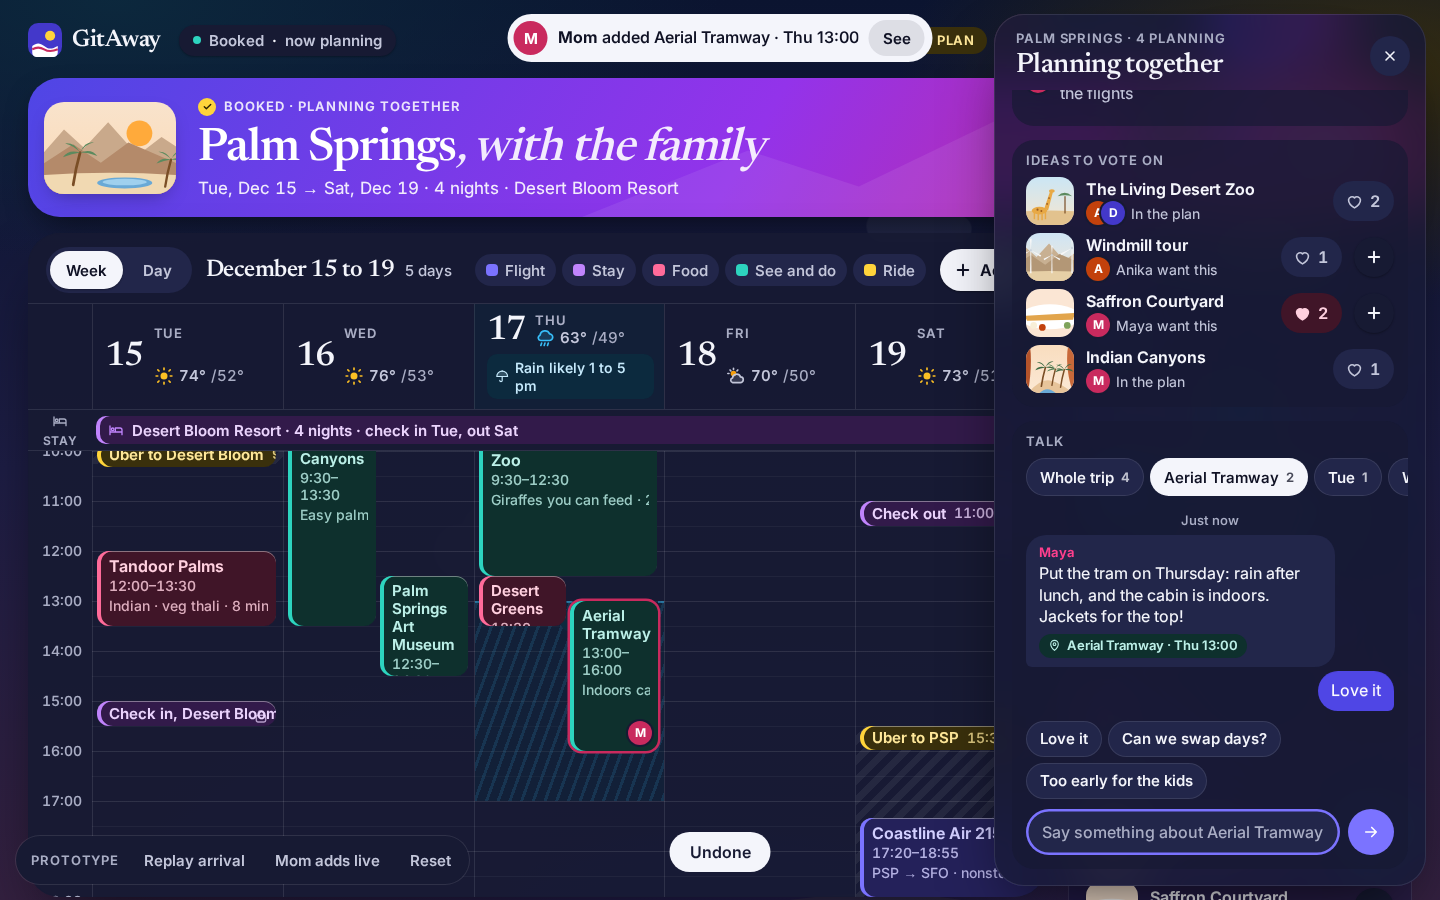 GitAway
Booked · now planning
M
Mom added Aerial Tramway · Thu 13:00
See
PLAN
BOOKED · PLANNING TOGETHER
Palm Springs, with the family
Tue, Dec 15 → Sat, Dec 19 · 4 nights · Desert Bloom Resort
Week
Day
December 15 to 19
5 days
Flight
Stay
Food
See and do
Ride
15
TUE
74° /52°
16
WED
76° /53°
17
THU
63° /49°
Rain likely 1 to 5
pm
18
FRI
70° /50°
19
SAT
73°
STAY
Desert Bloom Resort · 4 nights · check in Tue, out Sat
10:00
11:00
12:00
13:00
14:00
15:00
16:00
17:00
Uber to Desert Bloom
Tandoor Palms
12:00–13:30
Indian · veg thali · 8 min
Check in, Desert Bloom
Canyons
9:30–
13:30
Easy palm
Palm
Springs
Art
Museum
12:30–
Zoo
9:30–12:30
Giraffes you can feed ·
Desert
Greens
Aerial
Tramway
13:00–
16:00
Indoors
M
Check out 11:00
Uber to PSP
Coastline Air
17:20–18:55
PSP → SFO ·
PROTOTYPE
Replay arrival
Mom adds live
Reset
Undone
PALM SPRINGS · 4 PLANNING
Planning together
the flights
IDEAS TO VOTE ON
The Living Desert Zoo
A
D
In the plan
2
Windmill tour
A
Anika want this
1
Saffron Courtyard
M
Maya want this
2
Indian Canyons
M
In the plan
1
TALK
Whole trip 4
Aerial Tramway 2
Tue 1
Just now
Maya
Put the tram on Thursday: rain after
lunch, and the cabin is indoors.
Jackets for the top!
Aerial Tramway · Thu 13:00
Love it
Love it
Can we swap days?
Too early for the kids
Say something about Aerial Tramway
Saffron Courtyard